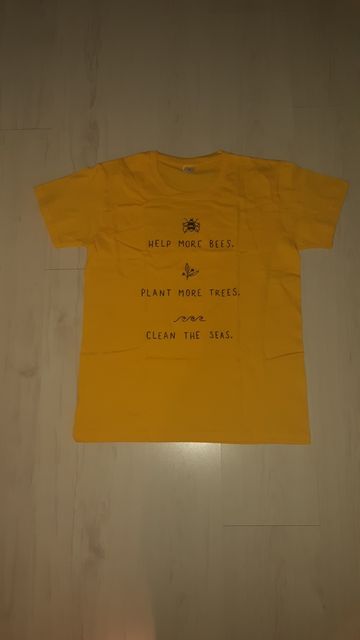 HELP MORE BEES.
PLANT MORE TREES.
CLEAN THE SEAS.